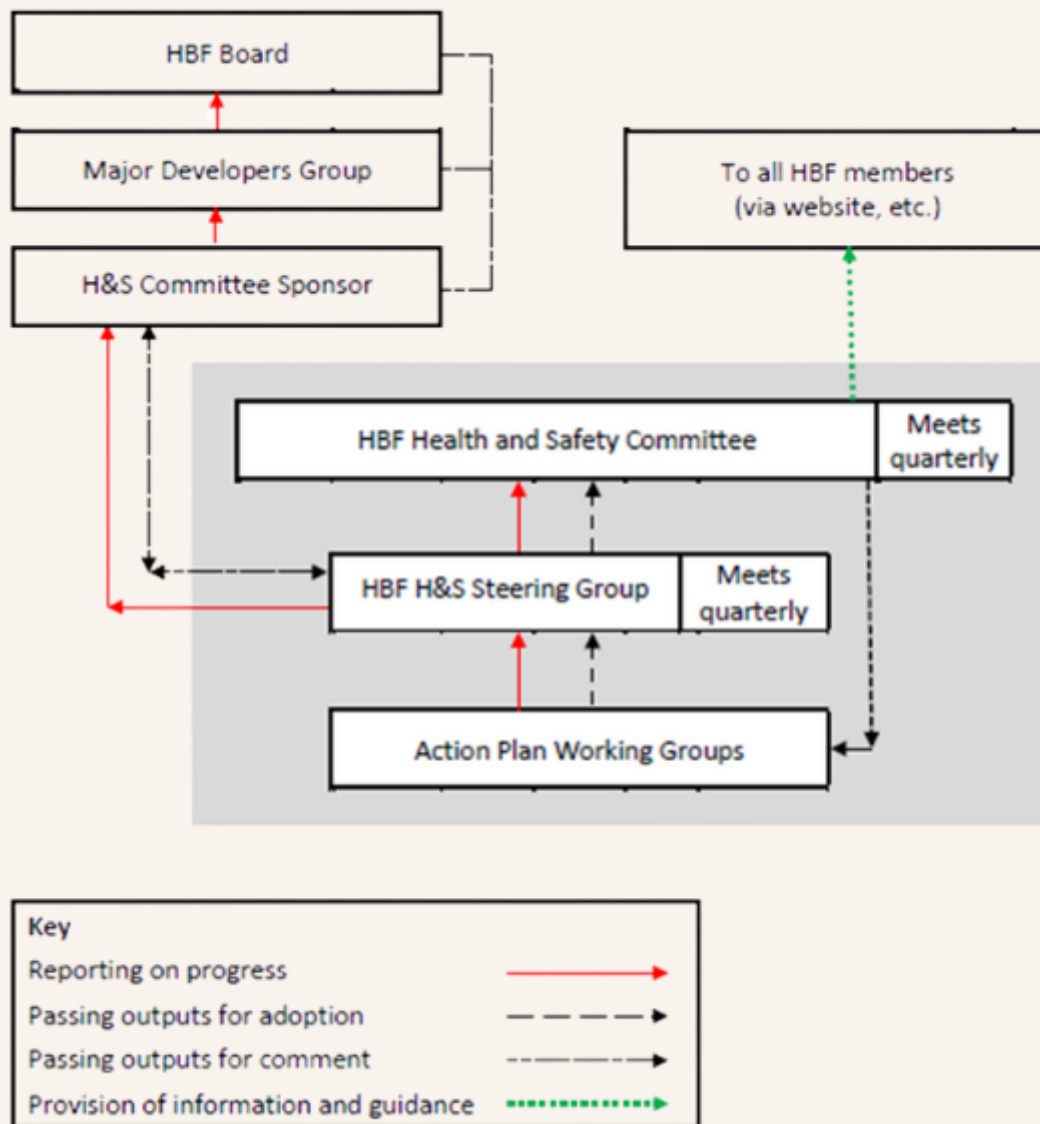 HBF Board
Major Developers Group
To all HBF members
(via website, etc.)
H&S Committee Sponsor
HBF Health and Safety Committee
Meets
quarterly
HBF H&S Steering Group
Meets
quarterly
Action Plan Working Groups
Key
Reporting on progress
Passing outputs for adoption
Passing outputs for comment
Provision of information and guidance